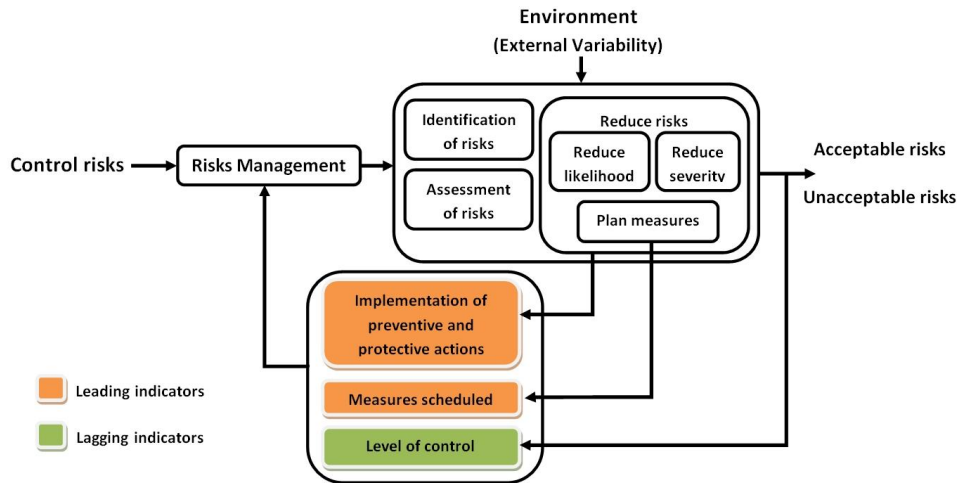 Environment
(External Variability)
Control risks
Risks Management
Identification
of risks
Assessment
of risks
Reduce risks
Reduce
likelihood
Reduce
severity
Plan measures
Acceptable risks
Unacceptable risks
Implementation of
preventive and
protective actions
Measures scheduled
Level of control
Leading indicators
Lagging indicators